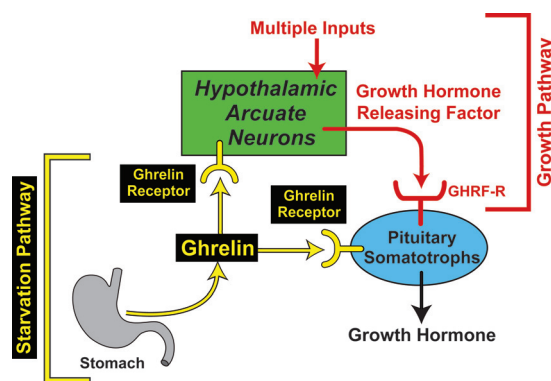 Multiple Inputs
Hypothalamic
Arcuate
Neurons
Growth Hormone
Releasing Factor
Growth Pathway
Ghrelin
Receptor
Ghrelin
Receptor
GHRF-R
Starvation Pathway
Ghrelin
Pituitary
Somatotrophs
Stomach
Growth Hormone